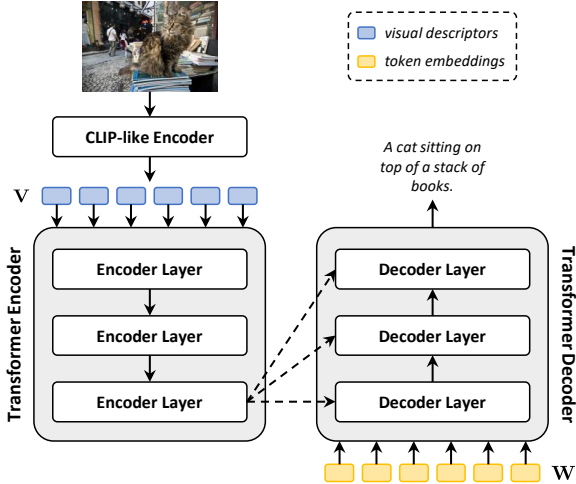 visual descriptors
token embeddings
CLIP-like Encoder
A cat sitting on
top of a stack of
books.
V
Transformer Encoder
Encoder Layer
Encoder Layer
Encoder Layer
Decoder Layer
Decoder Layer
Decoder Layer
Transformer Decoder
W